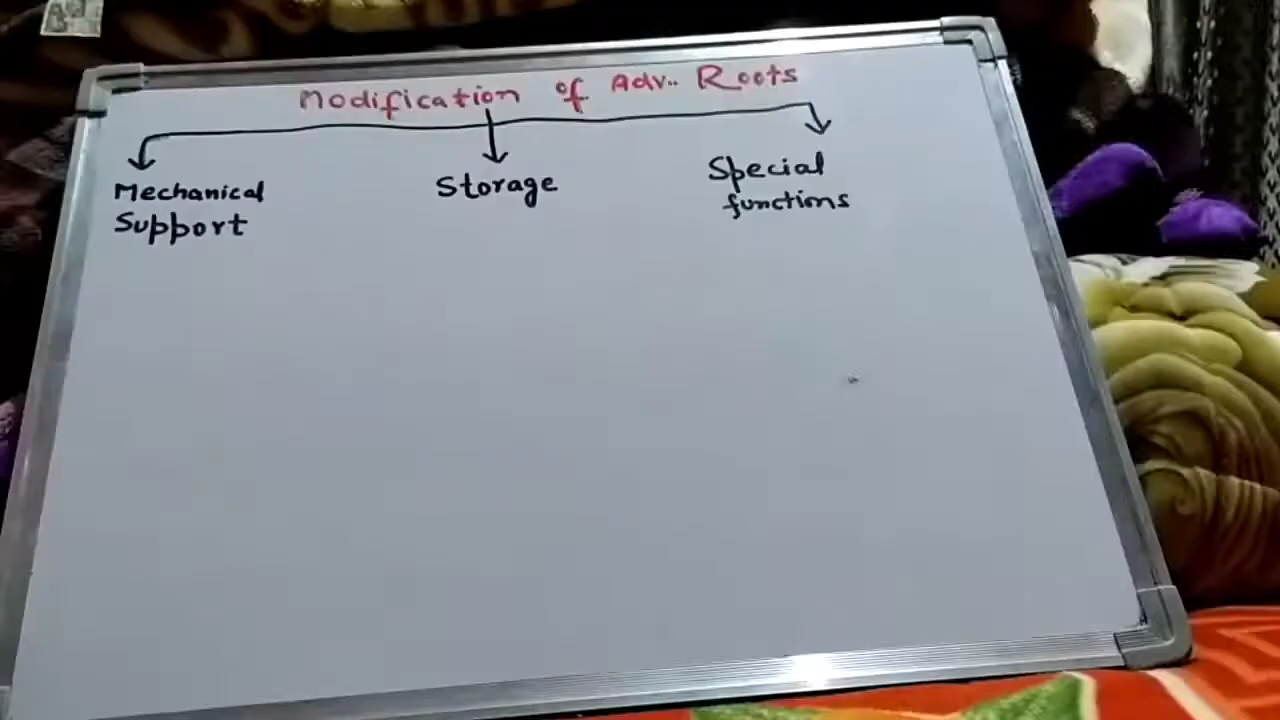 Modification of Adv.. Roots
Mechanical
Support
Storage
Special
functions